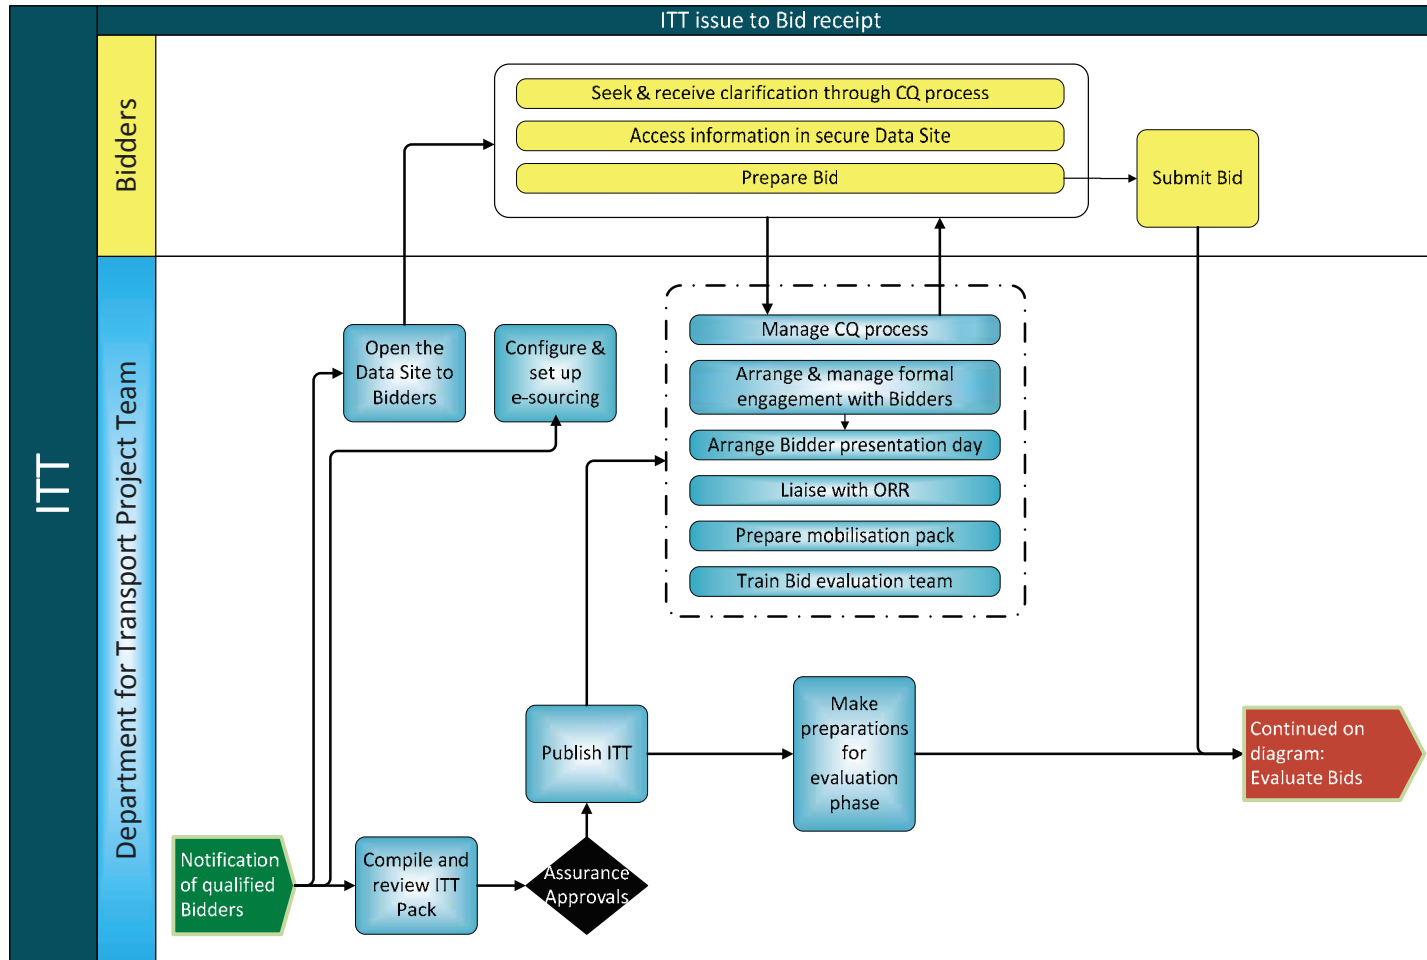 ITT issue to Bid receipt
ITT
Bidders
Seek & receive clarification through CQ process
Access information in secure Data Site
Prepare Bid
Submit Bid
Department for Transport Project Team
Open the
Data Site to
Bidders
Configure &
set up
e-sourcing
Manage CQ process
Arrange & manage formal
engagement with Bidders
Arrange Bidder presentation day
Liaise with ORR
Prepare mobilisation pack
Train Bid evaluation team
Publish ITT
Make
preparations
for
evaluation
phase
Continued on
diagram:
Evaluate Bids
Notification
of qualified
Bidders
Compile and
review ITT
Pack
Assurance
Approvals